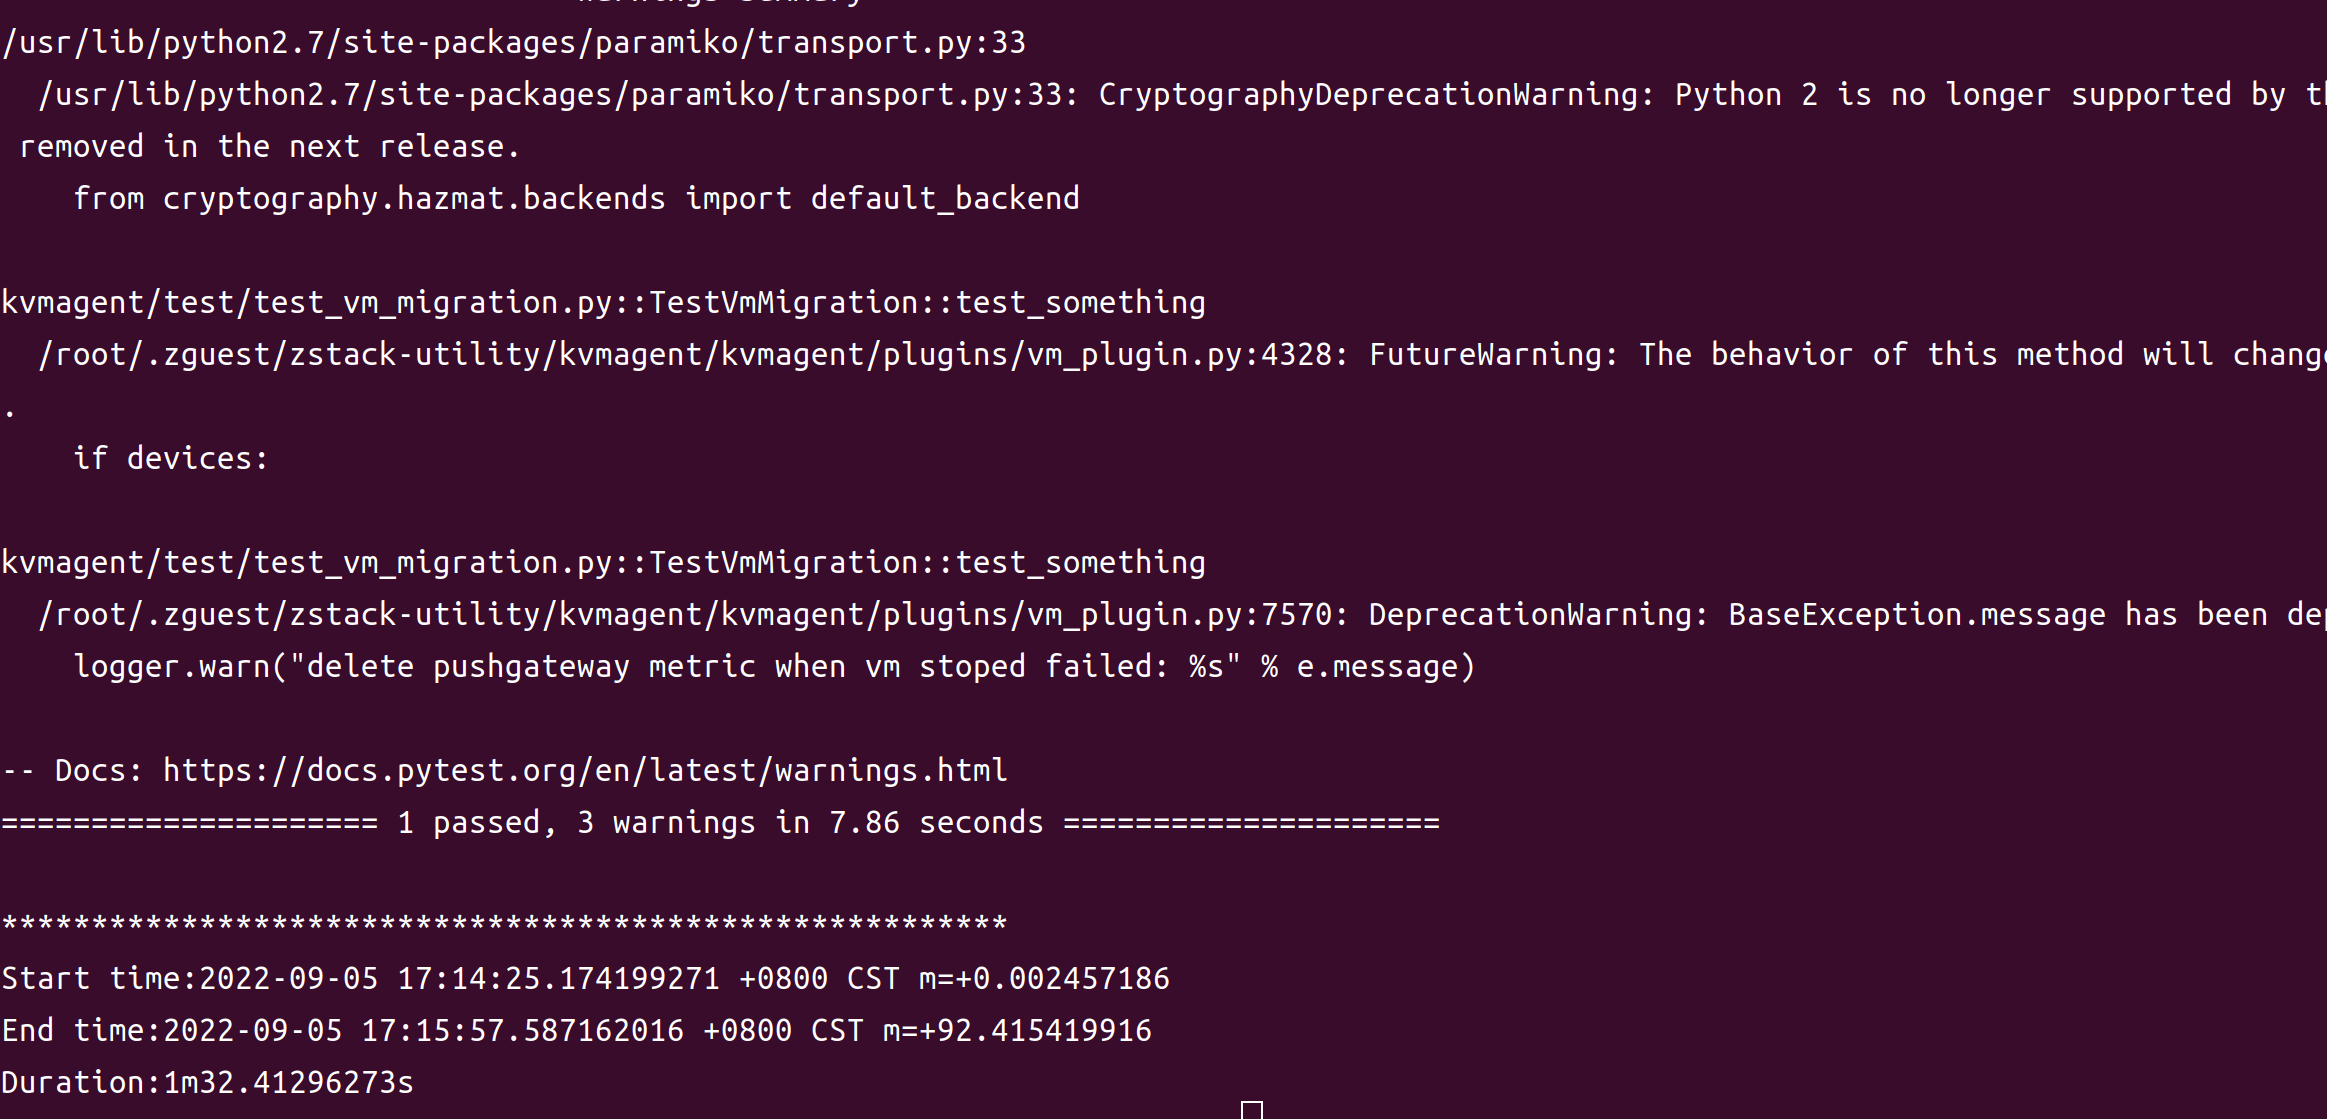 /usr/lib/python2.7/site-packages/paramiko/transport.py:33
/usr/lib/python2.7/site-packages/paramiko/transport.py:33: CryptographyDeprecationWarning: Python 2 is no longer supported by
removed in the next release.
from cryptography.hazmat.backends import default_backend
kvmagent/test/test_vm_migration.py::TestVmMigration::test_something
/root/.zguest/zstack-utility/kvmagent/kvmagent/plugins/vm_plugin.py:4328: FutureWarning: The behavior of this method will
.
if devices:
kvmagent/test/test_vm_migration.py::TestVmMigration::test_something
/root/.zguest/zstack-utility/kvmagent/kvmagent/plugins/vm_plugin.py:7570: DeprecationWarning: BaseException.message has been
logger.warn("delete pushgateway metric when vm stoped failed: %s" % e.message)
-- Docs: https://docs.pytest.org/en/latest/warnings.html
===================== 1 passed, 3 warnings in 7.86 seconds =====================
********************************************************
Start time:2022-09-05 17:14:25.174199271 +0800 CST m=+0.002457186
End time:2022-09-05 17:15:57.587162016 +0800 CST m=+92.415419916
Duration:1m32.41296273s